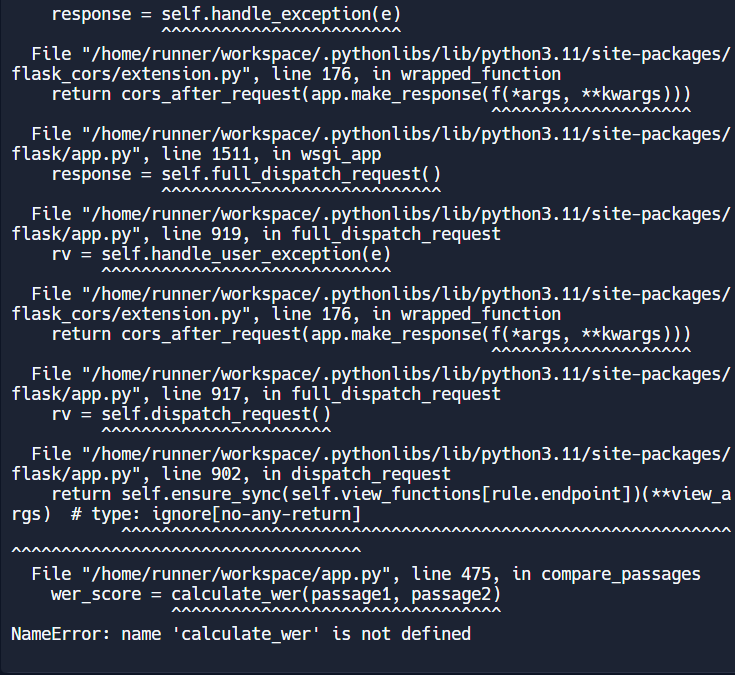 response = self.handle_exception(e)
^^^^^^^^^^^^^^^^^^^^^^^^
File "/home/runner/workspace/.pythonlibs/lib/python3.11/site-packages/
flask_cors/extension.py", line 176, in wrapped_function
return cors_after_request(app.make_response(f(*args, **kwargs)))
^^^^^^^^^^^^^^^^^^^^
File "/home/runner/workspace/.pythonlibs/lib/python3.11/site-packages/
flask/app.py", line 1511, in wsgi_app
response = self.full_dispatch_request()
^^^^^^^^^^^^^^^^^^^^^^^^^^^^
File "/home/runner/workspace/.pythonlibs/lib/python3.11/site-packages/
flask/app.py", line 919, in full_dispatch_request
rv = self.handle_user_exception(e)
^^^^^^^^^^^^^^^^^^^^^^^^^^^^^
File "/home/runner/workspace/.pythonlibs/lib/python3.11/site-packages/
flask_cors/extension.py", line 176, in wrapped_function
return cors_after_request(app.make_response(f(*args, **kwargs)))
^^^^^^^^^^^^^^^^^^^^
File "/home/runner/workspace/.pythonlibs/lib/python3.11/site-packages/
flask/app.py", line 917, in full_dispatch_request
rv = self.dispatch_request()
^^^^^^^^^^^^^^^^^^^^^^^
File "/home/runner/workspace/.pythonlibs/lib/python3.11/site-packages/
flask/app.py", line 902, in dispatch_request
return self.ensure_sync(self.view_functions[rule.endpoint])(**view_a
rgs)  # type: ignore[no-any-return]
^^^^^^^^^^^^^^^^^^^^^^^^^^^^^^^^^^^^^^^^^^^^^^^^^^^^^^^^^^^^^
^^^^^^^^^^^^^^^^^^^^^^^^^^^^^^^^^^^
File "/home/runner/workspace/app.py", line 475, in compare_passages
wer_score = calculate_wer(passage1, passage2)
^^^^^^^^^^^^^^^^^^^^^^^^^^^^^^^^^
NameError: name 'calculate_wer' is not defined